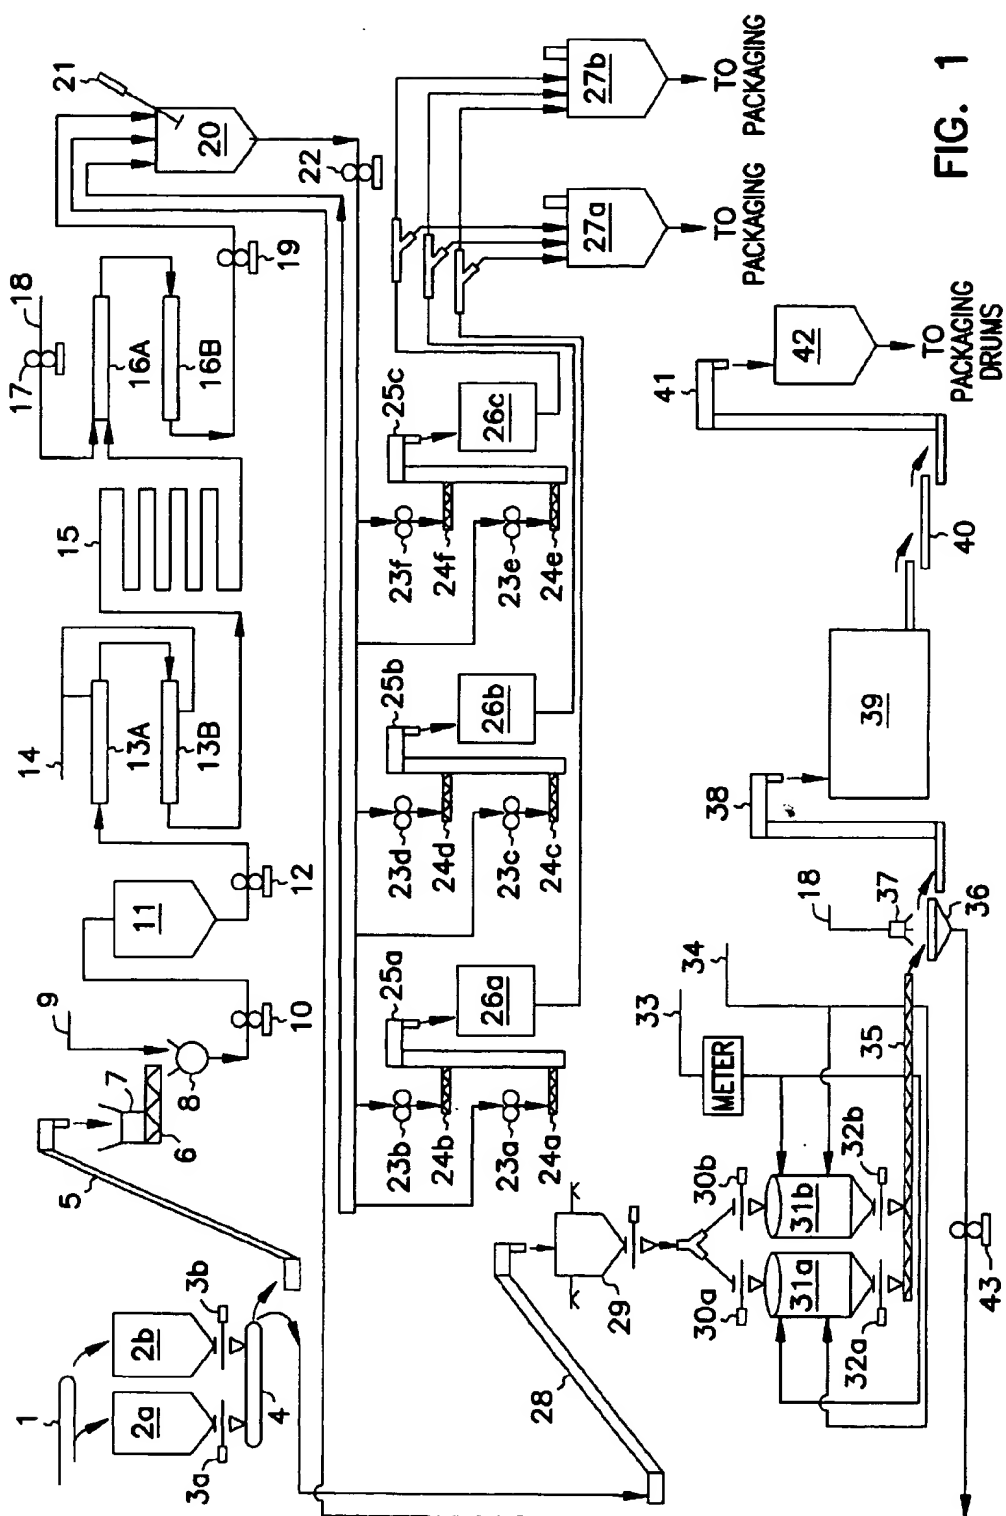 1
2a
2b
3a
3b
4
5
6
7
8
9
10
11
12
13A
13B
14
15
16A
16B
17
18
19
20
21
22
23b
24b
23a
24a
25a
26a
23d
24d
23c
24c
25b
26b
23f
24f
23e
24e
25c
26c
27a
27b
TO
PACKAGING
TO
PACKAGING
28
29
30a
30b
31a
31b
32a
32b
33
METER
34
35
18
37
36
38
39
40
41
42
TO
PACKAGING
DRUMS
43
FIG. 1